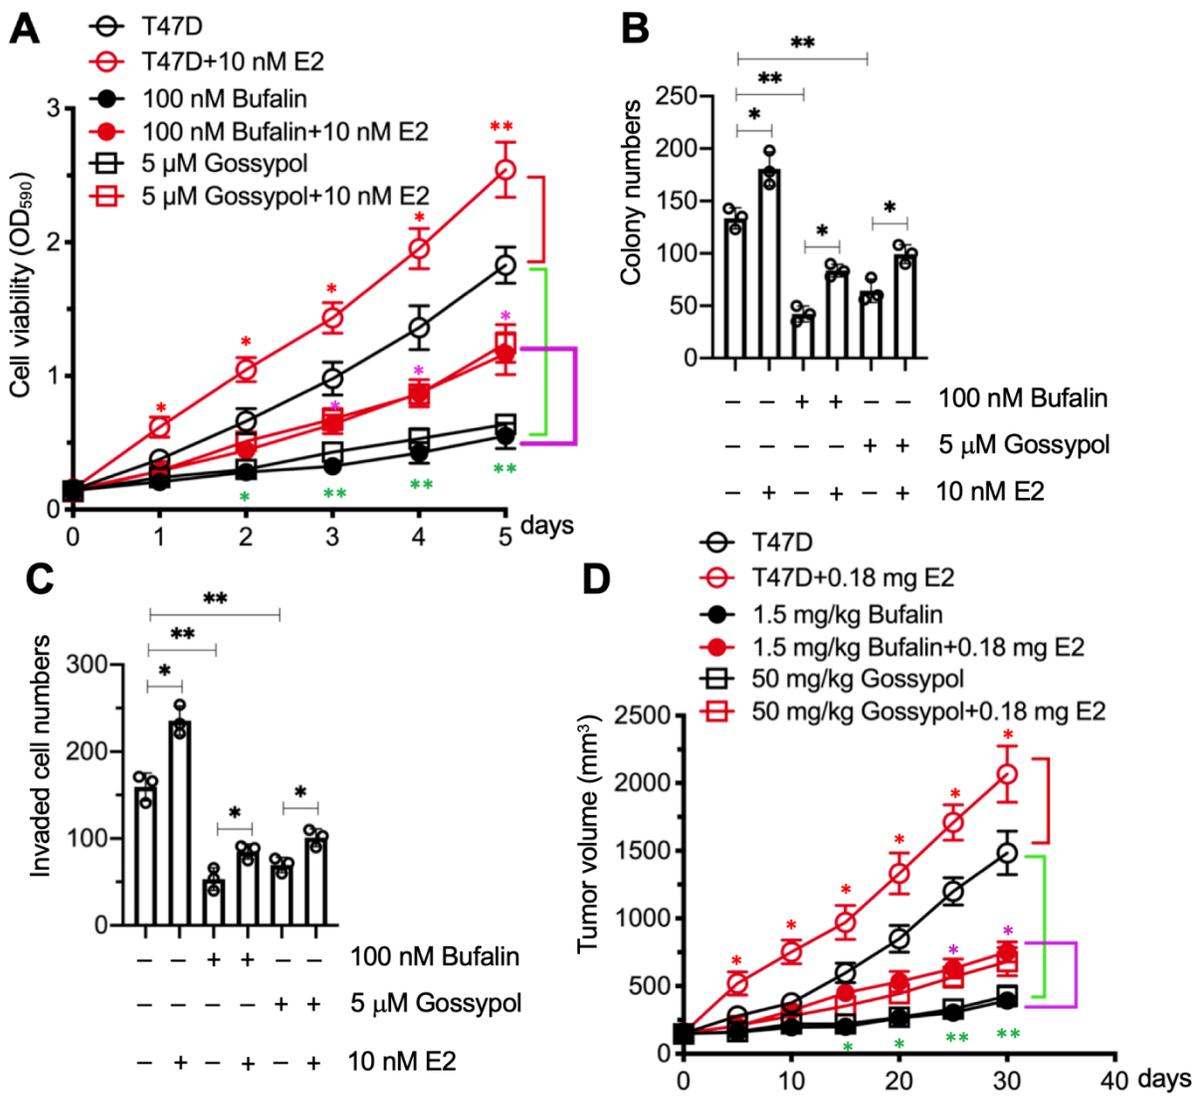 A
T47D
T47D+10 nM E2
100 nM Bufalin
100 nM Bufalin+10 nM E2
5 µM Gossypol
5 µM Gossypol+10 nM E2
Cell viability (OD590)
3
2
1
0
**
*
*
*
*
*
*
*
*
**
**
**
0 1 2 3 4 5 days
B
**
**
*
*
*
Colony numbers
250
200
150
100
50
0
– – + + – – 100 nM Bufalin
– – – – + + 5 µM Gossypol
– + – + – + 10 nM E2
C
**
**
*
*
*
Invaded cell numbers
300
200
100
0
– – + + – – 100 nM Bufalin
– – – – + + 5 µM Gossypol
– + – + – + 10 nM E2
D
T47D
T47D+0.18 mg E2
1.5 mg/kg Bufalin
1.5 mg/kg Bufalin+0.18 mg E2
50 mg/kg Gossypol
50 mg/kg Gossypol+0.18 mg E2
Tumor volume (mm³)
2500
2000
1500
1000
500
0
*
*
*
*
*
*
*
*
*
*
**
**
0 10 20 30 40 days